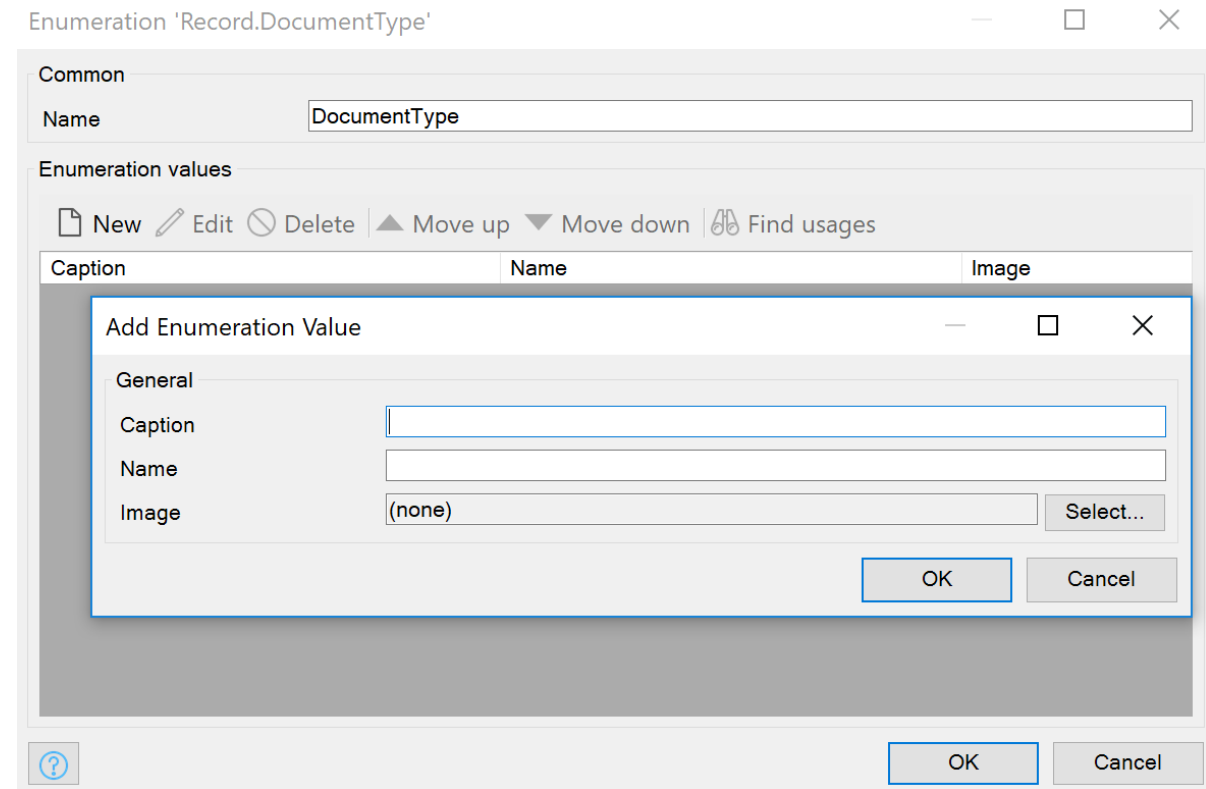 Enumeration 'Record.DocumentType'
Common
Name DocumentType
Enumeration values
New Edit Delete Move up Move down Find usages
Caption Name Image
Add Enumeration Value
General
Caption
Name
Image (none) Select...
OK Cancel
? OK Cancel